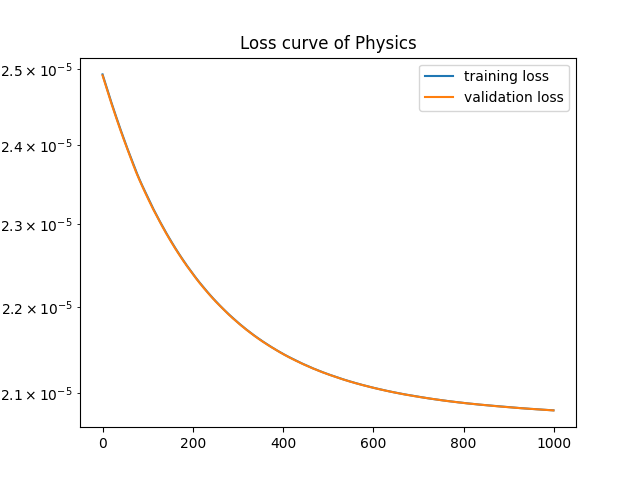 Loss curve of Physics
2.5 × 10⁻⁵
2.4 × 10⁻⁵
2.3 × 10⁻⁵
2.2 × 10⁻⁵
2.1 × 10⁻⁵
training loss
validation loss
0 200 400 600 800 1000